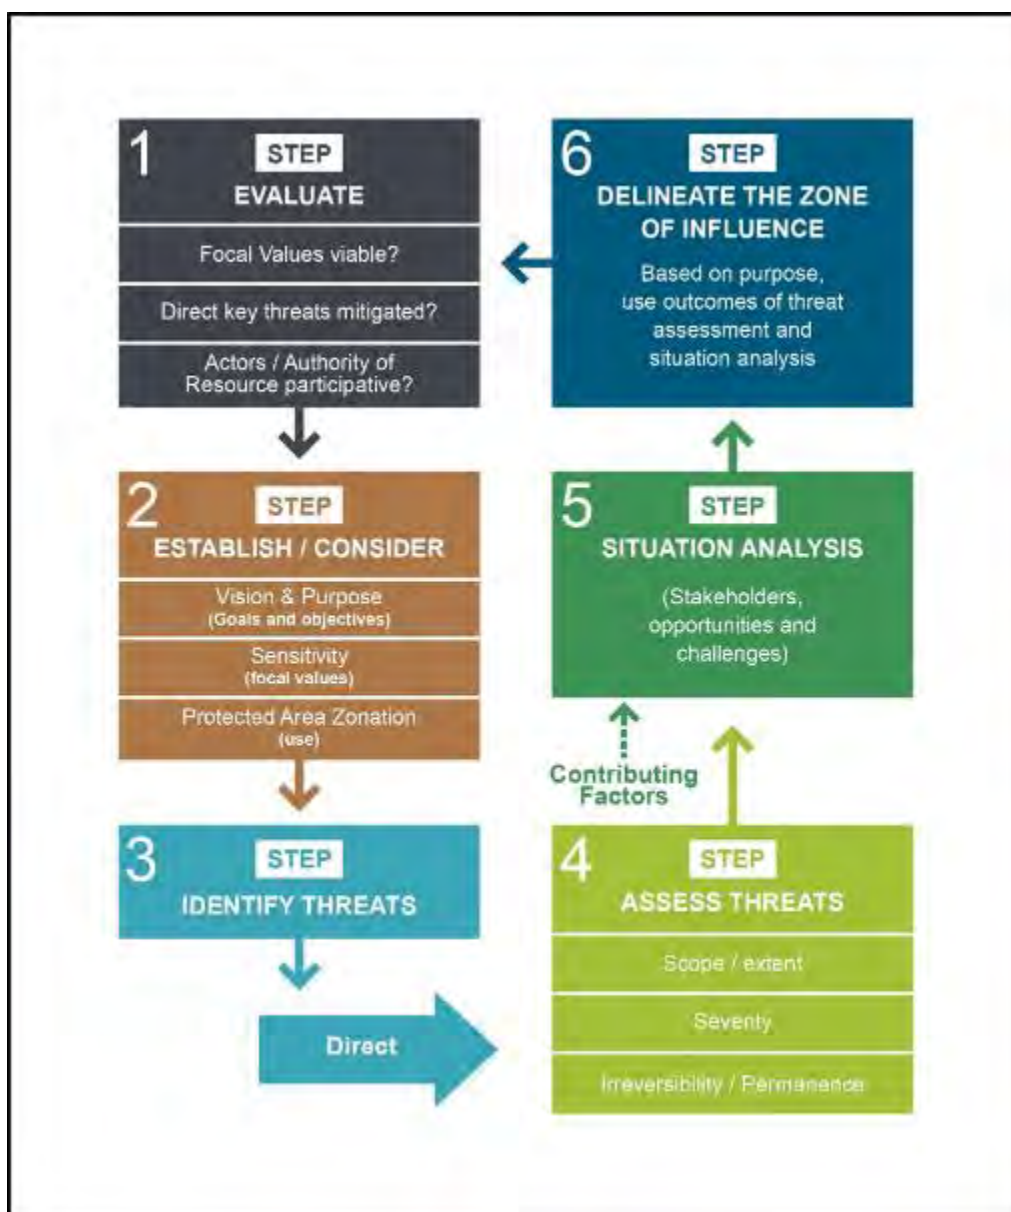 1
STEP
EVALUATE
Focal Values viable?
Direct key threats mitigated?
Actors / Authority of
Resource participative?
2
STEP
ESTABLISH / CONSIDER
Vision & Purpose
(Goals and objectives)
Sensitivity
(focal values)
Protected Area Zonation
(use)
3
STEP
IDENTIFY THREATS
Direct
4
STEP
ASSESS THREATS
Scope / extent
Seventy
Irreversibility / Permanence
Contributing
Factors
5
STEP
SITUATION ANALYSIS
(Stakeholders,
opportunities and
challenges)
6
STEP
DELINEATE THE ZONE
OF INFLUENCE
Based on purpose,
use outcomes of threat
assessment and
situation analysis